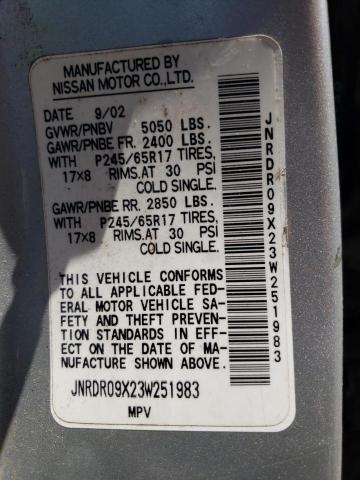 MANUFACTURED BY
NISSAN MOTOR CO.,LTD.
DATE 9/02
GVWR/PNBV 5050 LBS.
GAWR/PNBE FR. 2400 LBS.
WITH P245/65R17 TIRES,
17x8 RIMS.AT 30 PSI
COLD SINGLE.
GAWR/PNBE RR. 2850 LBS.
WITH P245/65R17 TIRES,
17x8 RIMS.AT 30 PSI
COLD SINGLE.
THIS VEHICLE CONFORMS
TO ALL APPLICABLE FED-
ERAL MOTOR VEHICLE SA-
FETY AND THEFT PREVEN-
TION STANDARDS IN EFF-
ECT ON THE DATE OF MA-
NUFACTURE SHOWN ABOVE.
JNRDR09X23W251983
MPV
JNRDR09X23W251983